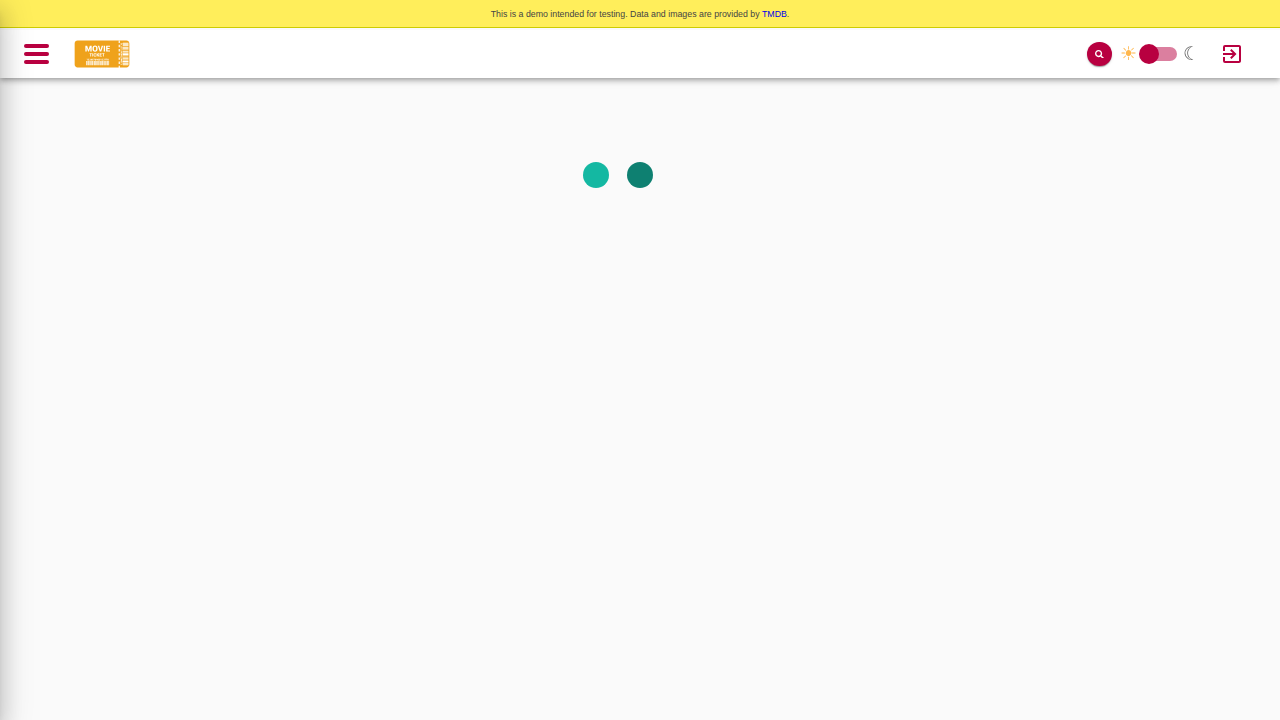 This is a demo intended for testing. Data and images are provided by TMDB.
MOVIE
TICKET